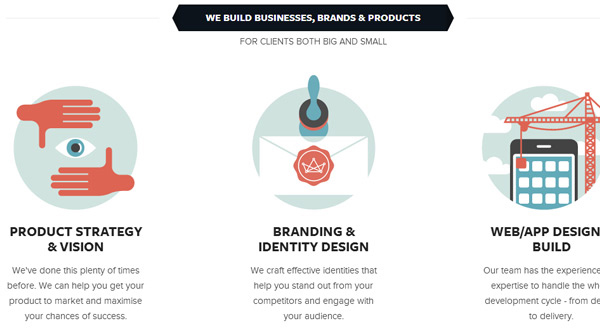 WE BUILD BUSINESSES, BRANDS & PRODUCTS
FOR CLIENTS BOTH BIG AND SMALL
PRODUCT STRATEGY
& VISION
We've done this plenty of times
before. We can help you get your
product to market and maximise
your chances of success.
BRANDING &
IDENTITY DESIGN
We craft effective identities that
help you stand out from your
competitors and engage with
your audience.
WEB/APP DESIGN
BUILD
Our team has the experience
expertise to handle the
development cycle - from
to delivery.